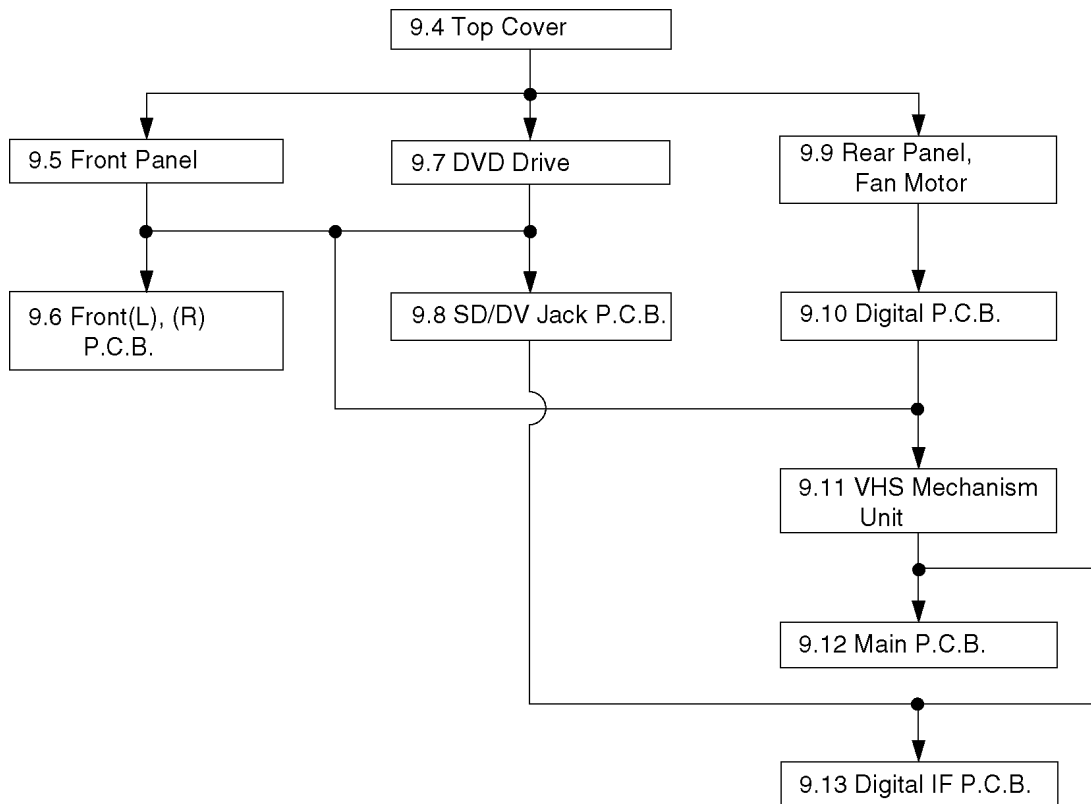 9.4 Top Cover
9.5 Front Panel
9.7 DVD Drive
9.9 Rear Panel,
Fan Motor
9.6 Front(L), (R)
P.C.B.
9.8 SD/DV Jack P.C.B.
9.10 Digital P.C.B.
9.11 VHS Mechanism
Unit
9.12 Main P.C.B.
9.13 Digital IF P.C.B.